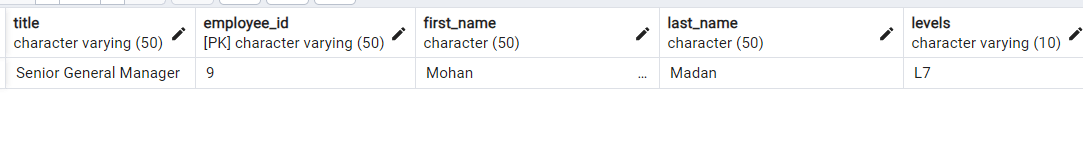 title employee_id first_name last_name levels
character varying (50) [PK] character varying (50) character (50) character (50) character varying (10)
Senior General Manager 9 Mohan ... Madan L7